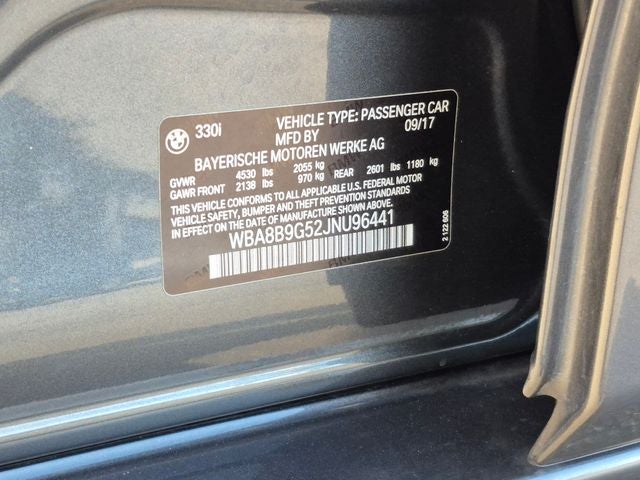 330i VEHICLE TYPE: PASSENGER CAR
MFD BY 09/17
BAYERISCHE MOTOREN WERKE AG
GVWR 4530 lbs 2055 kg
GAWR FRONT 2138 lbs 970 kg REAR 2601 lbs 1180 kg
THIS VEHICLE CONFORMS TO ALL APPLICABLE U.S. FEDERAL MOTOR
VEHICLE SAFETY, BUMPER AND THEFT PREVENTION STANDARDS
IN EFFECT ON THE DATE OF MANUFACTURE SHOWN ABOVE.
WBA8B9G52JNU96441
2 122 606